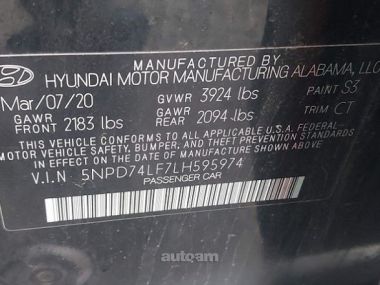 MANUFACTURED BY
HYUNDAI MOTOR MANUFACTURING ALABAMA, LLC
Mar/07/20 GVWR 3924 lbs PAINT S3
GAWR FRONT 2183 lbs GAWR REAR 2094 lbs TRIM CT
THIS VEHICLE CONFORMS TO ALL APPLICABLE U.S.A. FEDERAL
MOTOR VEHICLE SAFETY, BUMPER, AND THEFT PREVENTION STANDARDS
IN EFFECT ON THE DATE OF MANUFACTURE SHOWN ABOVE.
V.I.N 5NPD74LF7LH595974
PASSENGER CAR
autoam